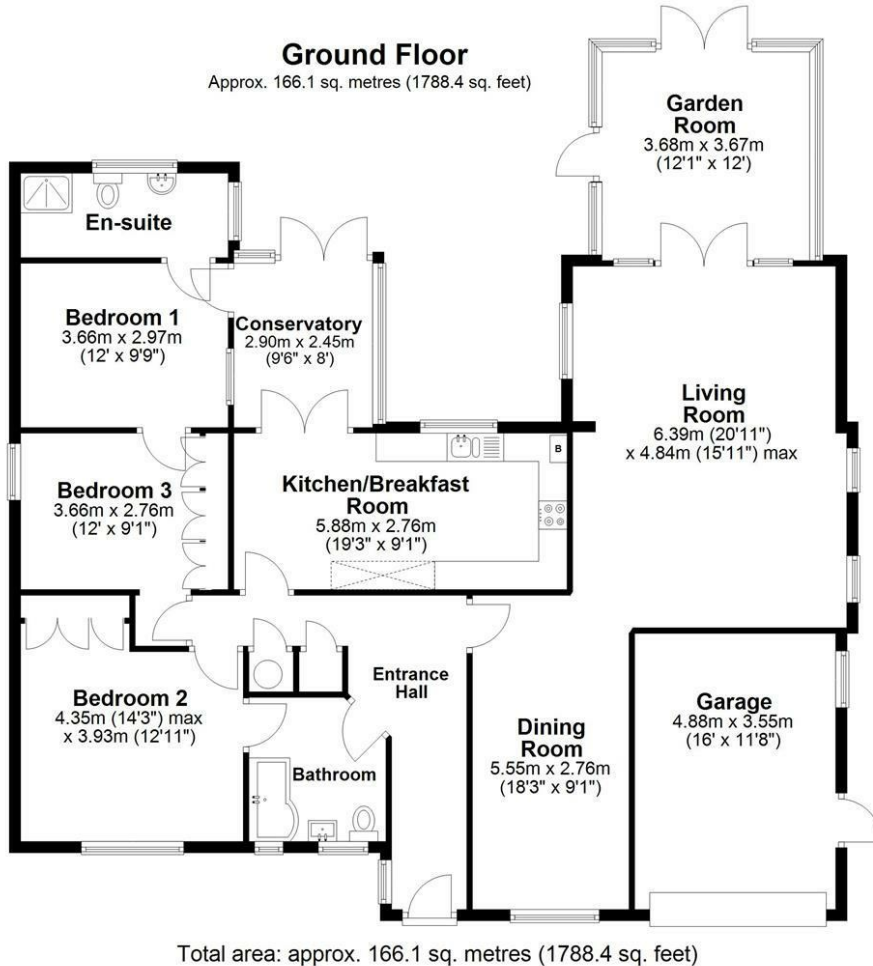 Ground Floor
Approx. 166.1 sq. metres (1788.4 sq. feet)
Garden
Room
3.68m x 3.67m
(12'1" x 12')
En-suite
Bedroom 1
3.66m x 2.97m
(12' x 9'9")
Conservatory
2.90m x 2.45m
(9'6" x 8')
Living
Room
6.39m (20'11")
x 4.84m (15'11") max
Bedroom 3
3.66m x 2.76m
(12' x 9'1")
Kitchen/Breakfast
Room
5.88m x 2.76m
(19'3" x 9'1")
B
Bedroom 2
4.35m (14'3") max
x 3.93m (12'11")
Entrance
Hall
Bathroom
Dining
Room
5.55m x 2.76m
(18'3" x 9'1")
Garage
4.88m x 3.55m
(16' x 11'8")
Total area: approx. 166.1 sq. metres (1788.4 sq. feet)